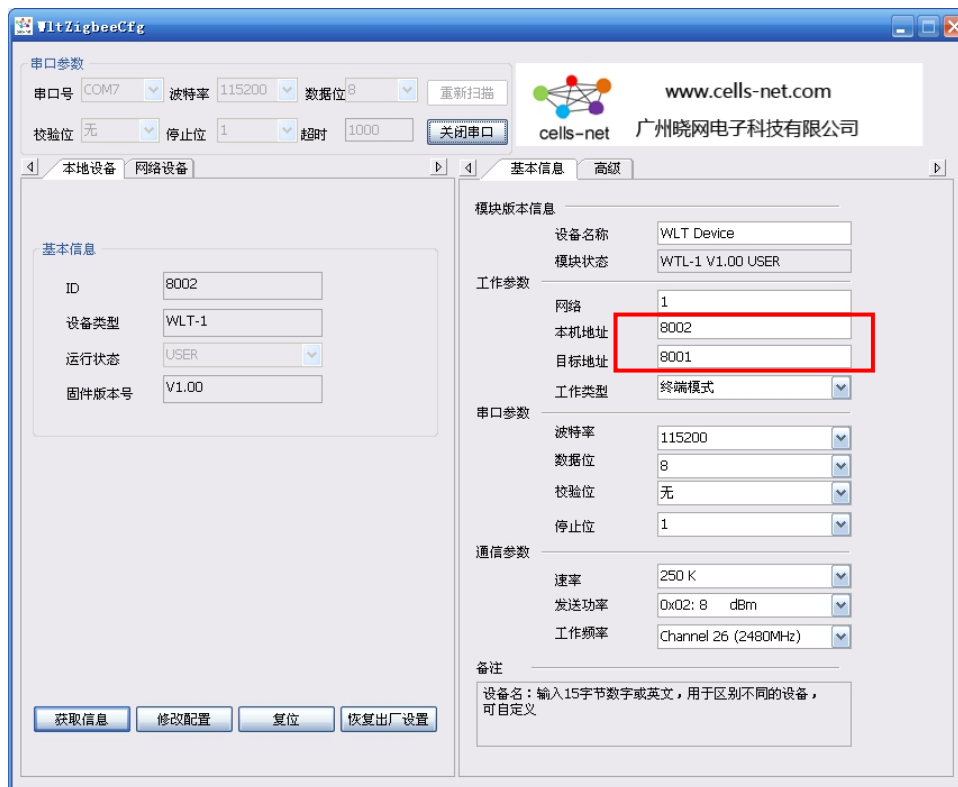 WltZigbeeCfg
串口参数
串口号 COM7 波特率 115200 数据位 8 重新扫描
校验位 无 停止位 1 超时 1000 关闭串口
cells-net
www.cells-net.com
广州晓网电子科技有限公司
本地设备 网络设备
基本信息
ID 8002
设备类型 WLT-1
运行状态 USER
固件版本号 V1.00
获取信息 修改配置 复位 恢复出厂设置
基本信息 高级
模块版本信息
设备名称 WLT Device
模块状态 WTL-1 V1.00 USER
工作参数
网络 1
本机地址 8002
目标地址 8001
工作类型 终端模式
串口参数
波特率 115200
数据位 8
校验位 无
停止位 1
通信参数
速率 250 K
发送功率 0x02: 8 dBm
工作频率 Channel 26 (2480MHz)
备注
设备名：输入15字节数字或英文，用于区别不同的设备，
可自定义